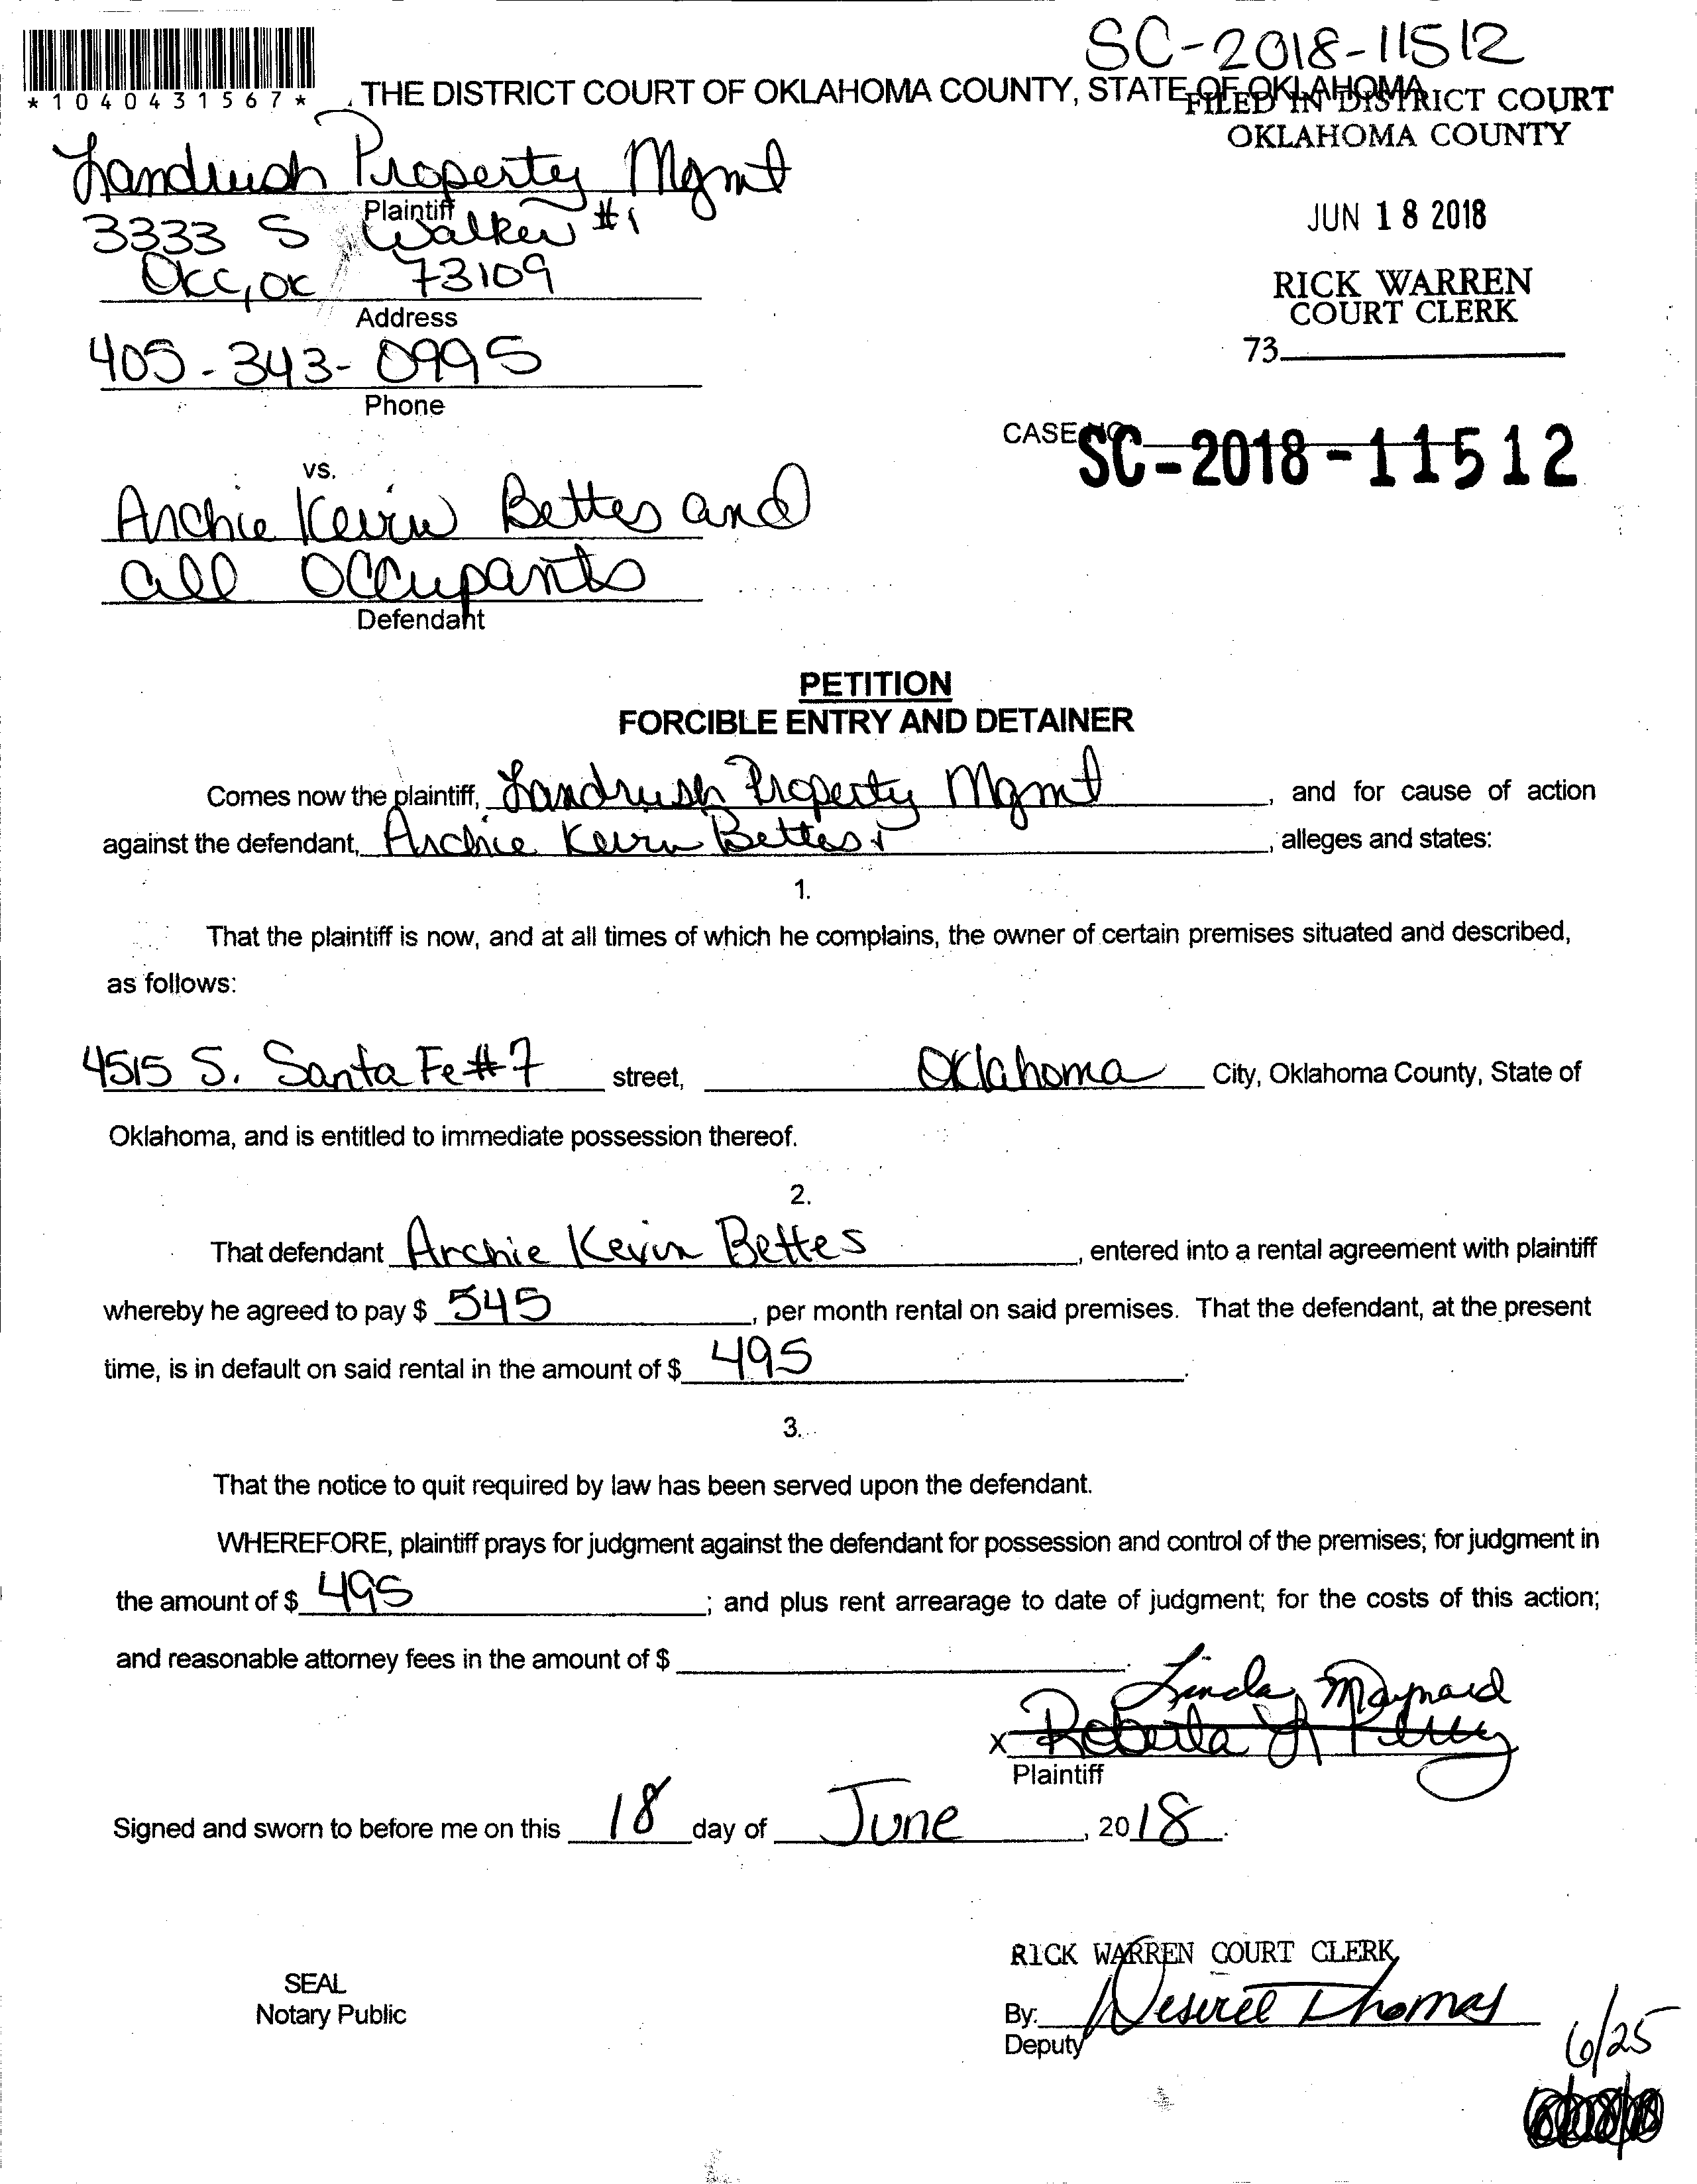 SC-2018-11512
*1040431567*
THE DISTRICT COURT OF OKLAHOMA COUNTY, STATE OF OKLAHOMA
FILED IN DISTRICT COURT
OKLAHOMA COUNTY
Landrush Property Mgmt
Plaintiff
3333 S Walker #1
OKC, OK 73109
Address
405-343-0995
Phone
JUN 18 2018
RICK WARREN
COURT CLERK
73
CASE NO. SC-2018-11512
vs.
Archie Kevin Bettes and
all Occupants
Defendant
PETITION
FORCIBLE ENTRY AND DETAINER
Comes now the plaintiff, Landrush Property Mgmt, and for cause of action
against the defendant, Archie Kevin Bettes, alleges and states:
1.
That the plaintiff is now, and at all times of which he complains, the owner of certain premises situated and described,
as follows:
4515 S. Santa Fe #7 street, Oklahoma City, Oklahoma County, State of
Oklahoma, and is entitled to immediate possession thereof.
2.
That defendant Archie Kevin Bettes, entered into a rental agreement with plaintiff
whereby he agreed to pay $ 545, per month rental on said premises. That the defendant, at the present
time, is in default on said rental in the amount of $ 495.
3.
That the notice to quit required by law has been served upon the defendant.
WHEREFORE, plaintiff prays for judgment against the defendant for possession and control of the premises; for judgment in
the amount of $ 495; and plus rent arrearage to date of judgment; for the costs of this action;
and reasonable attorney fees in the amount of $.
Linda Maynard
x Roberta L Perry
Plaintiff
Signed and sworn to before me on this 18 day of June, 2018.
RICK WARREN COURT CLERK
SEAL
Notary Public
By: Desireé Thomas
Deputy
6/25